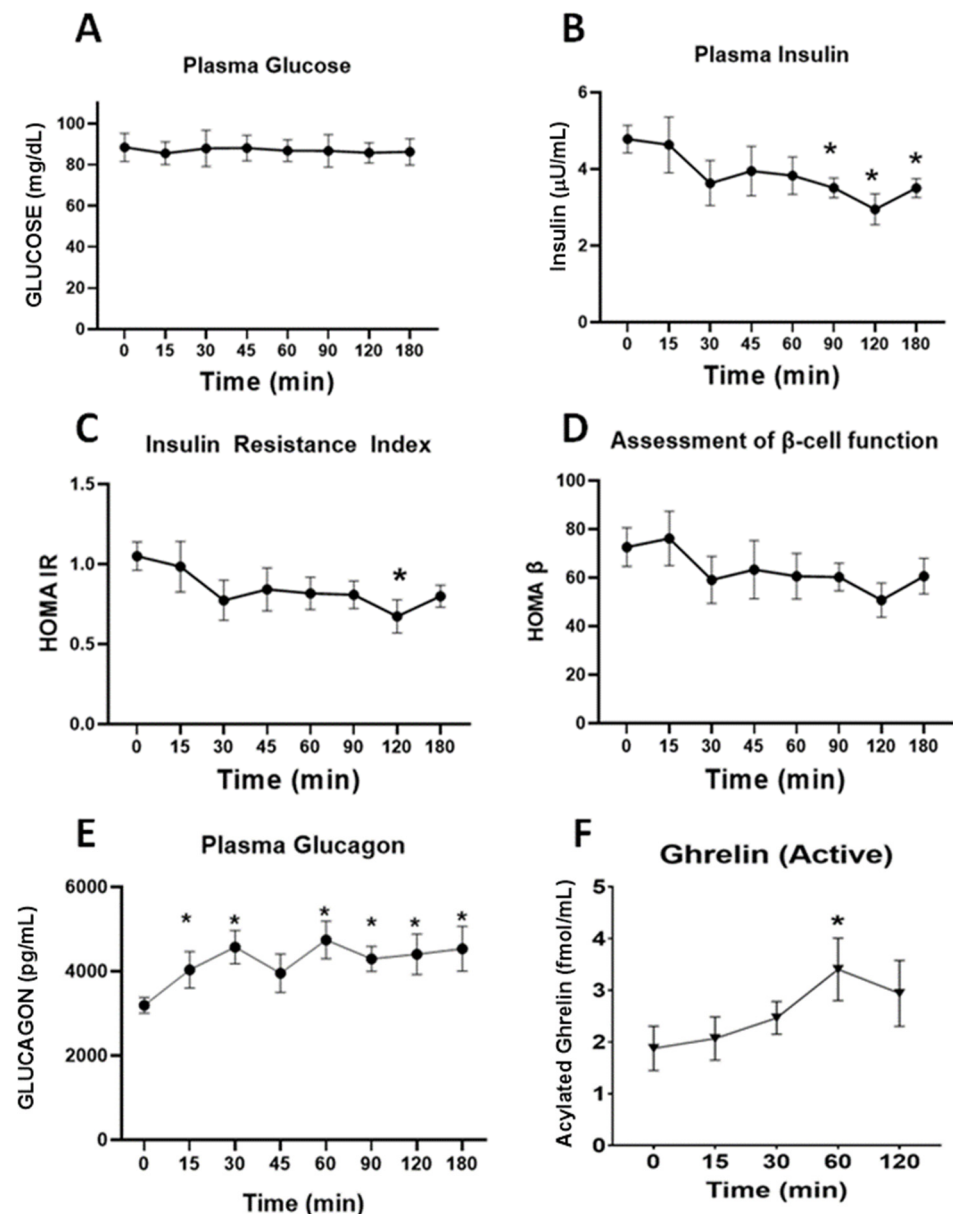 A
Plasma Glucose
GLUCOSE (mg/dL)
100
80
60
40
20
0
0 15 30 45 60 90 120 180
Time (min)
B
Plasma Insulin
Insulin (μU/mL)
6
4
2
0
* * *
0 15 30 45 60 90 120 180
Time (min)
C
Insulin Resistance Index
HOMA IR
1.5
1.0
0.5
0.0
*
0 15 30 45 60 90 120 180
Time (min)
D
Assessment of β-cell function
HOMA β
100
80
60
40
20
0
0 15 30 45 60 90 120 180
Time (min)
E
Plasma Glucagon
GLUCAGON (pg/mL)
6000
4000
2000
0
* * * * * *
0 15 30 45 60 90 120 180
Time (min)
F
Ghrelin (Active)
Acylated Ghrelin (fmol/mL)
5
4
3
2
1
0
*
0 15 30 60 120
Time (min)